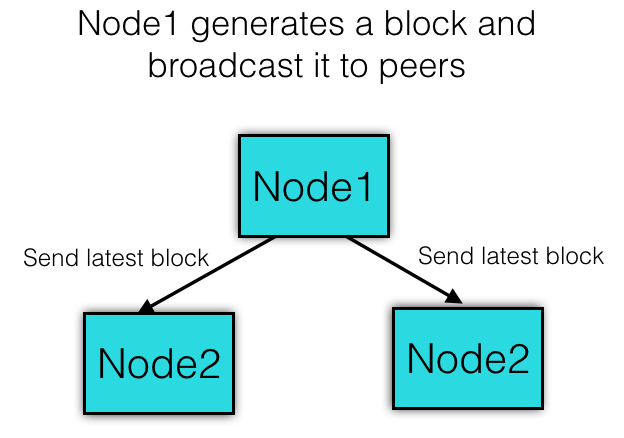 Node1 generates a block and
broadcast it to peers
Node1
Send latest block
Send latest block
Node2
Node2